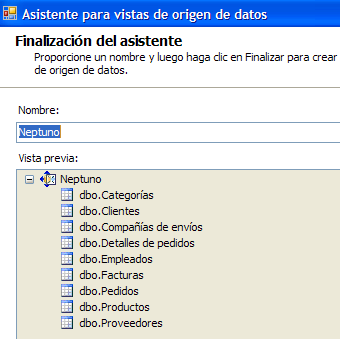 Asistente para vistas de origen de datos
Finalización del asistente
Proporcione un nombre y luego haga clic en Finalizar para crear
de origen de datos.
Nombre:
Neptuno
Vista previa:
Neptuno
dbo.Categorías
dbo.Clientes
dbo.Compañías de envíos
dbo.Detalles de pedidos
dbo.Empleados
dbo.Facturas
dbo.Pedidos
dbo.Productos
dbo.Proveedores